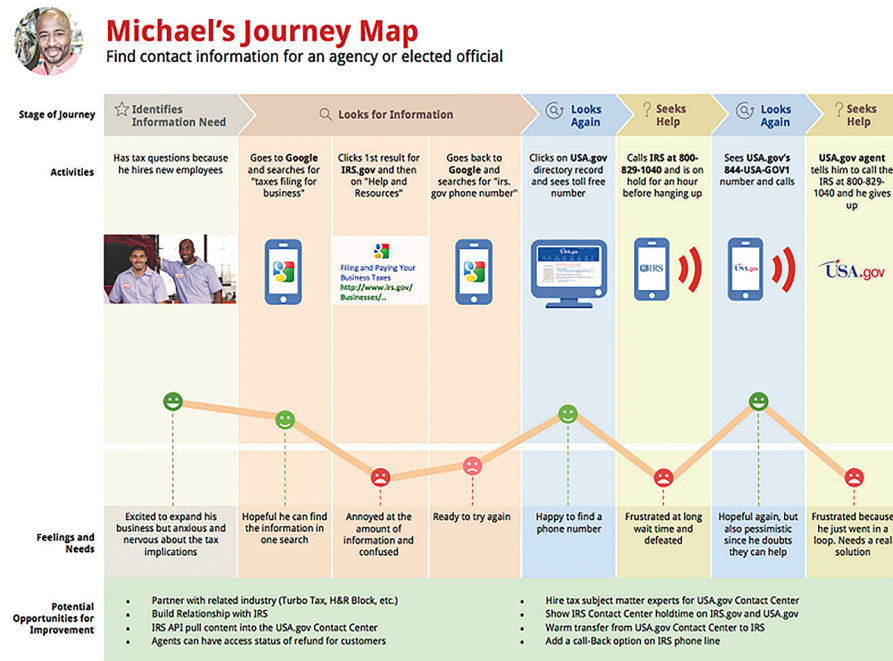 Michael's Journey Map
Find contact information for an agency or elected official
Stage of Journey
Identifies
Information Need
Looks for Information
Looks
Again
Seeks
Help
Looks
Again
Seeks
Help
Activities
Has tax questions because
he hires new employees
Goes to Google
and searches for
"taxes filing for
business"
Clicks 1st result for
IRS.gov and then
on "Help and
Resources"
Goes back to
Google and
searches for "irs.
gov phone number"
Clicks on USA.gov
directory record
and sees toll free
number
Calls IRS at 800-
829-1040 and is on
hold for an hour
before hanging up
Sees USA.gov's
844-USA-GOV1
number and calls
USA.gov agent
tells him to call the
IRS at 800-829-
1040 and he gives
up
Filing and Paying Your
Business Taxes
http://www.irs.gov/
Businesses/..
USA.gov
IRS
USA.gov
USA.gov
Feelings and
Needs
Excited to expand his
business but anxious and
nervous about the tax
implications
Hopeful he can find
the information in
one search
Annoyed at the
amount of
information and
confused
Ready to try again
Happy to find a
phone number
Frustrated at long
wait time and
defeated
Hopeful again, but
also pessimistic
since he doubts
they can help
Frustrated because
he just went in a
loop. Needs a real
solution
Potential
Opportunities for
Improvement
• Partner with related industry (Turbo Tax, H&R Block, etc.)
• Build Relationship with IRS
• IRS API pull content into the USA.gov Contact Center
• Agents can have access status of refund for customers
• Hire tax subject matter experts for USA.gov Contact Center
• Show IRS Contact Center holdtime on IRS.gov and USA.gov
• Warm transfer from USA.gov Contact Center to IRS
• Add a call-Back option on IRS phone line